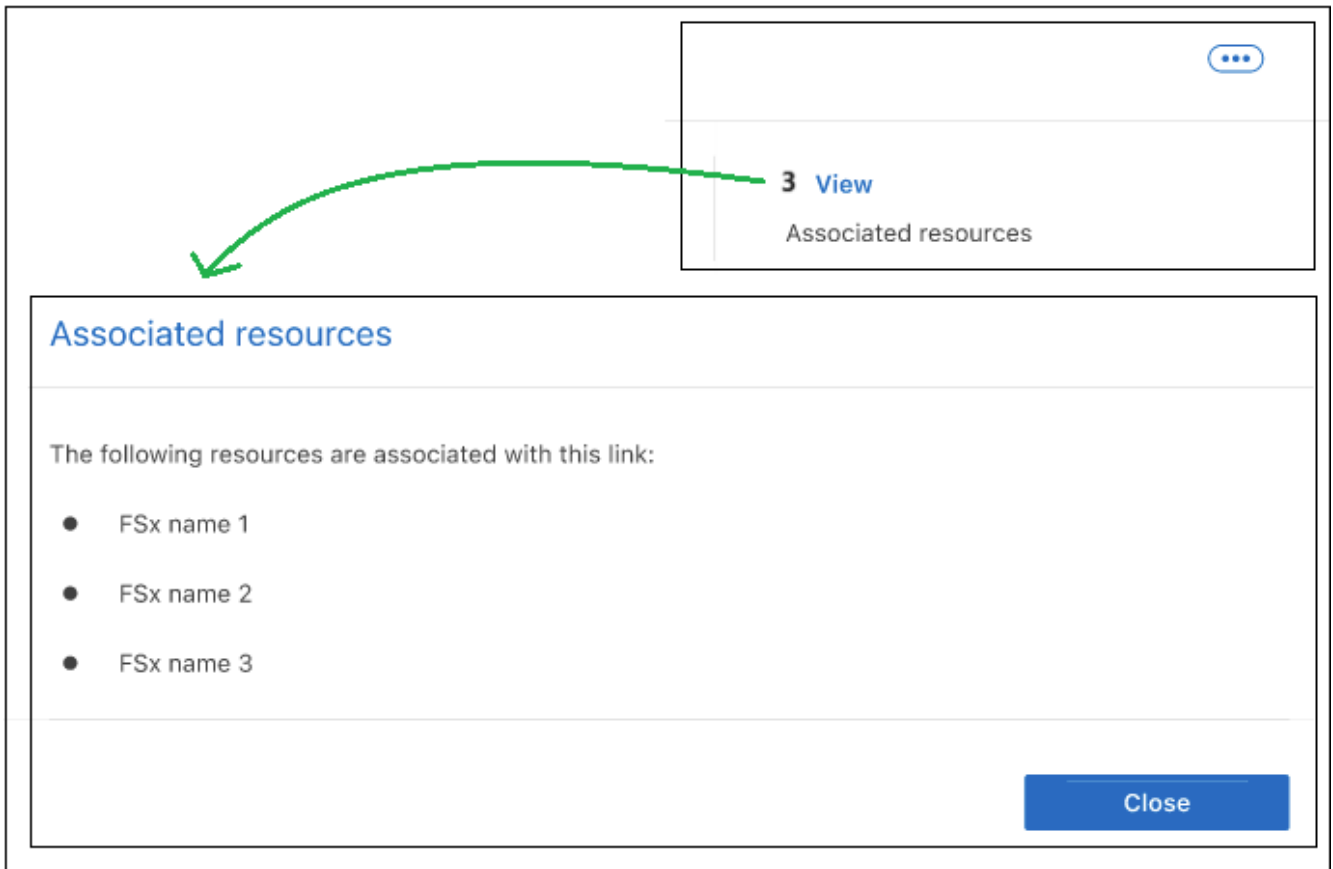 3 View
Associated resources
Associated resources
The following resources are associated with this link:
● FSx name 1
● FSx name 2
● FSx name 3
Close